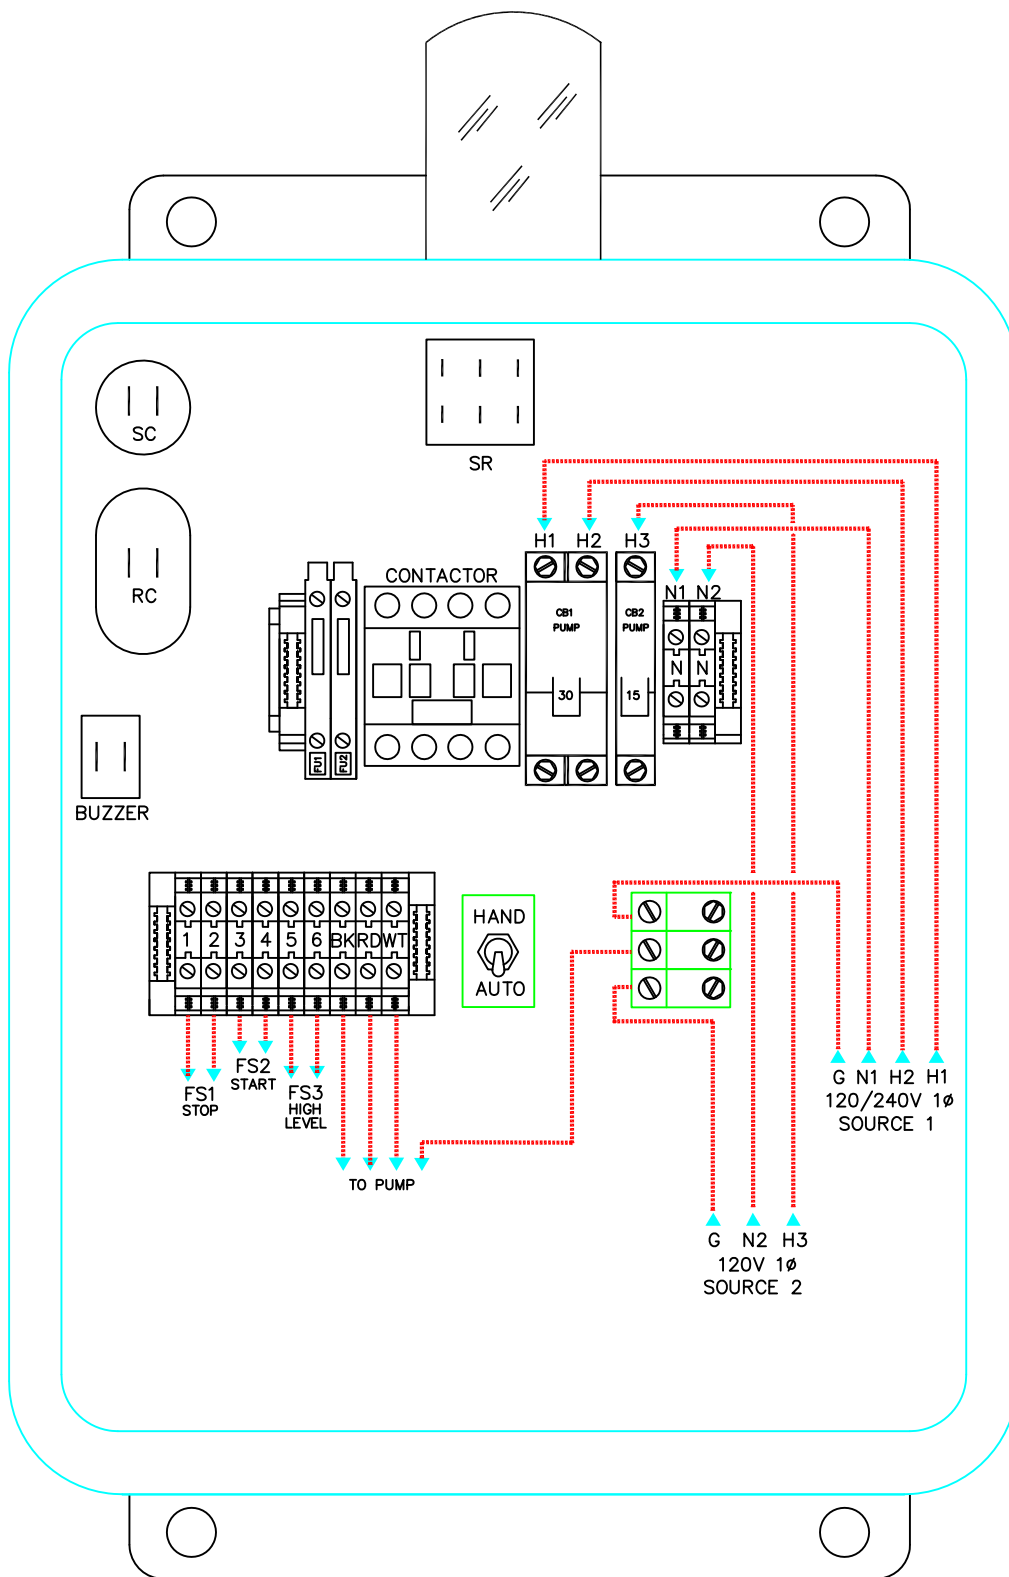 SC
SR
H1 H2 H3
RC
CONTACTOR
N1 N2
CB1
PUMP
CB2
PUMP
N N
30
15
FU1
FU2
BUZZER
1 2 3 4 5 6 BK RD WT
HAND
AUTO
FS1
STOP
FS2
START
FS3
HIGH
LEVEL
TO PUMP
G N1 H2 H1
120/240V 1ø
SOURCE 1
G N2 H3
120V 1ø
SOURCE 2